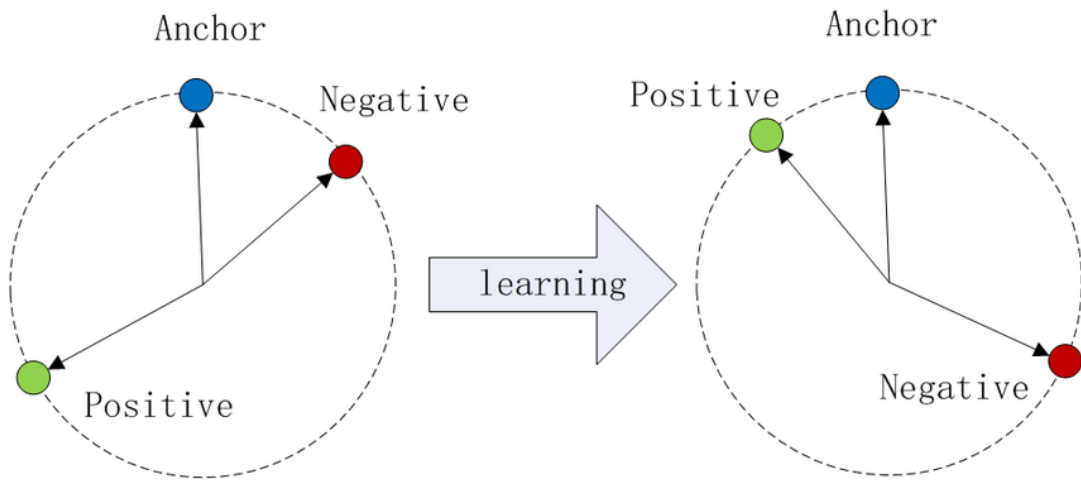 Anchor
Negative
Positive
learning
Anchor
Positive
Negative